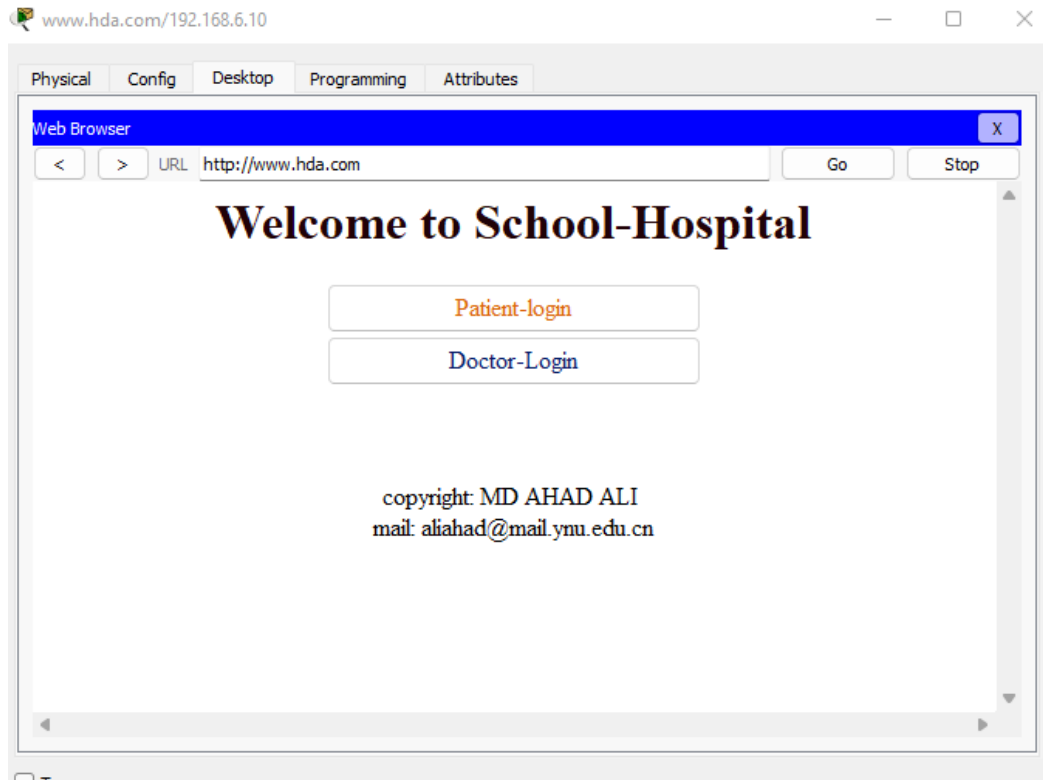 www.hda.com/192.168.6.10
Physical Config Desktop Programming Attributes
Web Browser X
< > URL http://www.hda.com Go Stop
Welcome to School-Hospital
Patient-login
Doctor-Login
copyright: MD AHAD ALI
mail: aliahad@mail.ynu.edu.cn